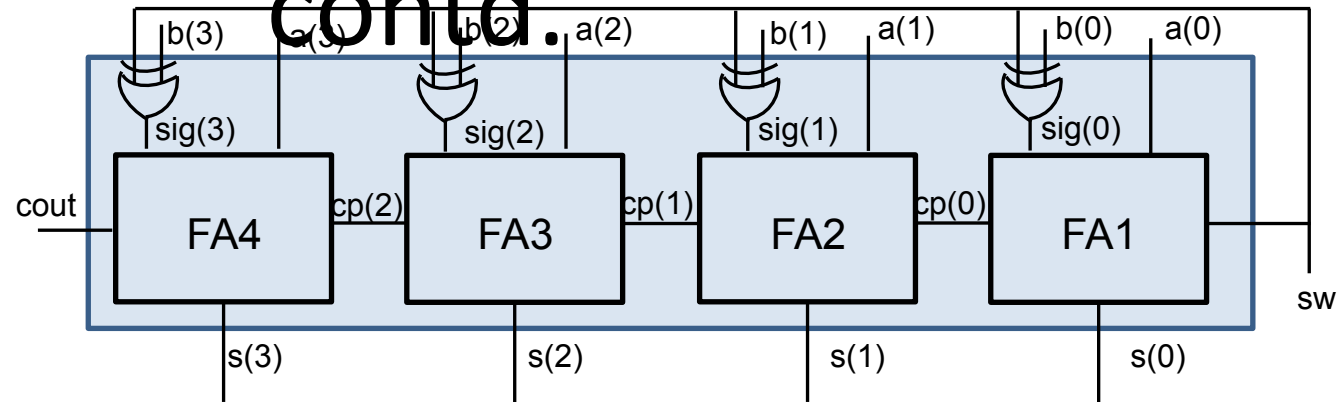 contd.
b(3) a(3) b(2) a(2) b(1) a(1) b(0) a(0)
sig(3) sig(2) sig(1) sig(0)
cout cp(2) cp(1) cp(0)
FA4 FA3 FA2 FA1
sw
s(3) s(2) s(1) s(0)